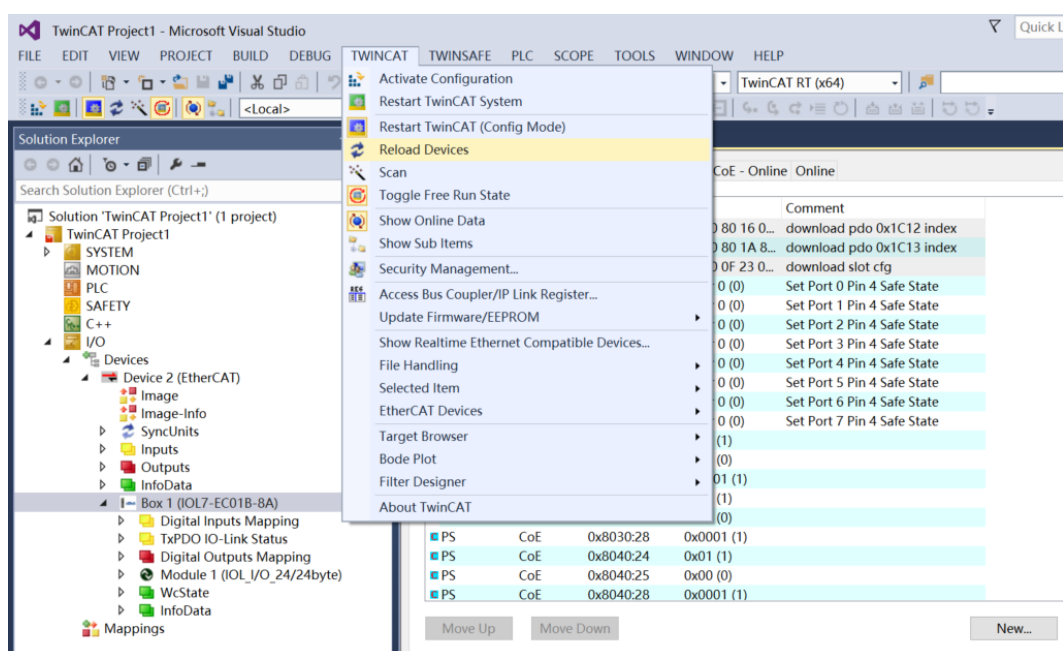 TwinCAT Project1 - Microsoft Visual Studio
Quick L
FILE EDIT VIEW PROJECT BUILD DEBUG TWINCAT TWINSAFE PLC SCOPE TOOLS WINDOW HELP
TwinCAT RT (x64)
<Local>
Activate Configuration
Restart TwinCAT System
Restart TwinCAT (Config Mode)
Reload Devices
Scan
Toggle Free Run State
Show Online Data
Show Sub Items
Security Management...
Access Bus Coupler/IP Link Register...
Update Firmware/EEPROM
Show Realtime Ethernet Compatible Devices...
File Handling
Selected Item
EtherCAT Devices
Target Browser
Bode Plot
Filter Designer
About TwinCAT
Solution Explorer
Search Solution Explorer (Ctrl+;)
Solution 'TwinCAT Project1' (1 project)
TwinCAT Project1
SYSTEM
MOTION
PLC
SAFETY
C++
I/O
Devices
Device 2 (EtherCAT)
Image
Image-Info
SyncUnits
Inputs
Outputs
InfoData
Box 1 (IOL7-EC01B-8A)
Digital Inputs Mapping
TxPDO IO-Link Status
Digital Outputs Mapping
Module 1 (IOL_I/O_24/24byte)
WcState
InfoData
Mappings
CoE - Online Online
Comment
80 16 0... download pdo 0x1C12 index
80 1A 8... download pdo 0x1C13 index
0F 23 0... download slot cfg
0 (0) Set Port 0 Pin 4 Safe State
0 (0) Set Port 1 Pin 4 Safe State
0 (0) Set Port 2 Pin 4 Safe State
0 (0) Set Port 3 Pin 4 Safe State
0 (0) Set Port 4 Pin 4 Safe State
0 (0) Set Port 5 Pin 4 Safe State
0 (0) Set Port 6 Pin 4 Safe State
0 (0) Set Port 7 Pin 4 Safe State
(1)
(0)
01 (1)
(1)
(0)
PS CoE 0x8030:28 0x0001 (1)
PS CoE 0x8040:24 0x01 (1)
PS CoE 0x8040:25 0x00 (0)
PS CoE 0x8040:28 0x0001 (1)
Move Up Move Down New...